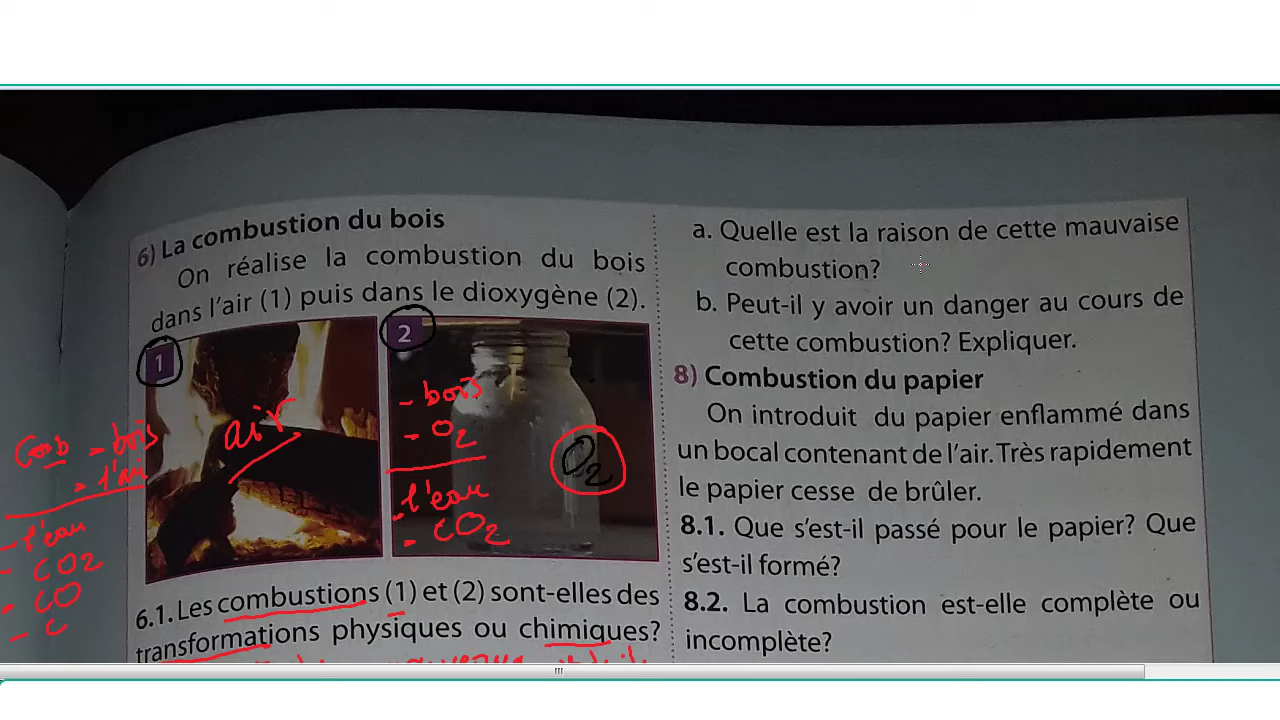 6) La combustion du bois
On réalise la combustion du bois
dans l'air (1) puis dans le dioxygène (2).
1
2
air
- bois
- O2
- l'eau
- CO2
O2
Comb - bois
- l'air
- l'eau
- CO2
- CO
- C
6.1. Les combustions (1) et (2) sont-elles des
transformations physiques ou chimiques?
a. Quelle est la raison de cette mauvaise
combustion?
b. Peut-il y avoir un danger au cours de
cette combustion? Expliquer.
8) Combustion du papier
On introduit du papier enflammé dans
un bocal contenant de l'air. Très rapidement
le papier cesse de brûler.
8.1. Que s'est-il passé pour le papier? Que
s'est-il formé?
8.2. La combustion est-elle complète ou
incomplète?